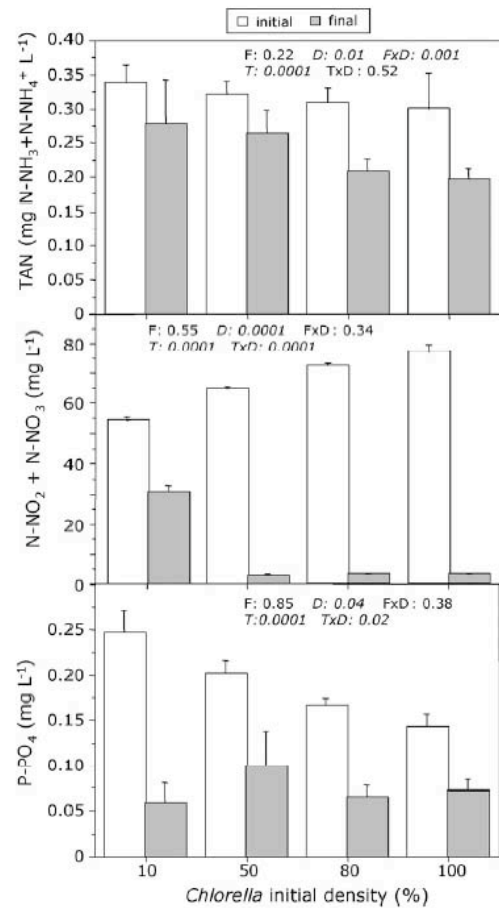 initial final
0.40
0.35
0.30
0.25
0.20
0.15
0.10
0.05
0
TAN (mg N-NH₃+N-NH₄⁺ L⁻¹)
F: 0.22 D: 0.01 FxD: 0.001
T: 0.0001 TxD: 0.52
80
60
40
20
0
N-NO₂ + N-NO₃ (mg L⁻¹)
F: 0.55 D: 0.0001 FxD: 0.34
T: 0.0001 TxD: 0.0001
0.25
0.20
0.15
0.10
0.05
0
P-PO₄ (mg L⁻¹)
F: 0.85 D: 0.04 FxD: 0.38
T:0.0001 TxD: 0.02
10 50 80 100
Chlorella initial density (%)